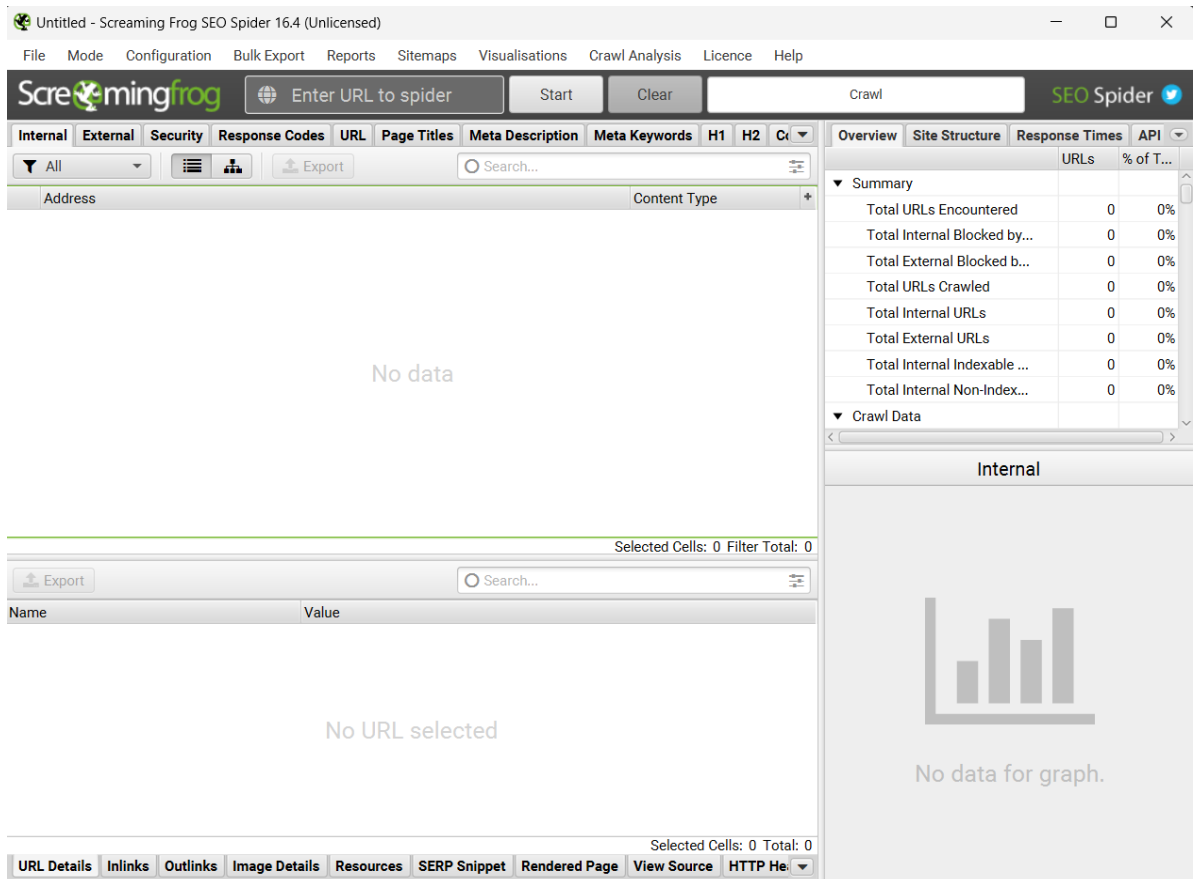 Untitled - Screaming Frog SEO Spider 16.4 (Unlicensed)
File Mode Configuration Bulk Export Reports Sitemaps Visualisations Crawl Analysis Licence Help
Screamingfrog Enter URL to spider Start Clear Crawl SEO Spider
Internal External Security Response Codes URL Page Titles Meta Description Meta Keywords H1 H2
Overview Site Structure Response Times API
All Export Search...
URLs % of T...
Address Content Type +
Summary
Total URLs Encountered 0 0%
Total Internal Blocked by... 0 0%
Total External Blocked b... 0 0%
Total URLs Crawled 0 0%
Total Internal URLs 0 0%
Total External URLs 0 0%
Total Internal Indexable ... 0 0%
Total Internal Non-Index... 0 0%
Crawl Data
No data
Internal
Selected Cells: 0 Filter Total: 0
Export Search...
Name Value
No URL selected
No data for graph.
Selected Cells: 0 Total: 0
URL Details Inlinks Outlinks Image Details Resources SERP Snippet Rendered Page View Source HTTP He